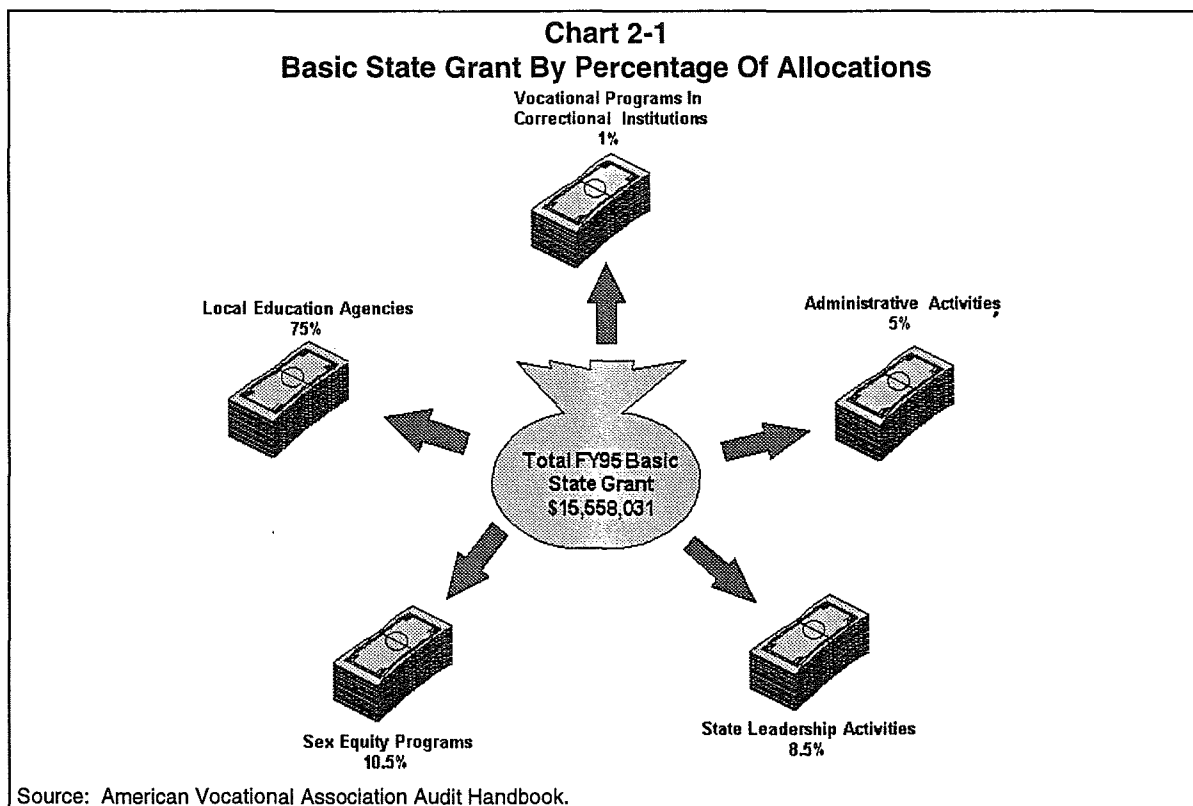 Chart 2-1
Basic State Grant By Percentage Of Allocations
Vocational Programs In
Correctional Institutions
1%
Local Education Agencies
75%
Administrative Activities
5%
Total FY95 Basic
State Grant
$15,558,031
Sex Equity Programs
10.5%
State Leadership Activities
8.5%
Source: American Vocational Association Audit Handbook.